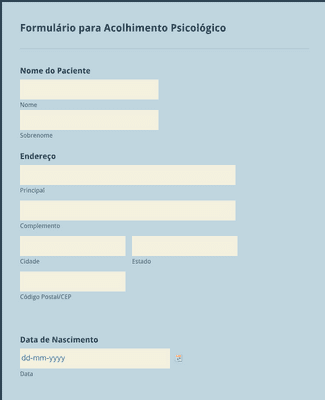 Formulário para Acolhimento Psicológico
Nome do Paciente
Nome
Sobrenome
Endereço
Principal
Complemento
Cidade Estado
Código Postal/CEP
Data de Nascimento
dd-mm-yyyy
Data